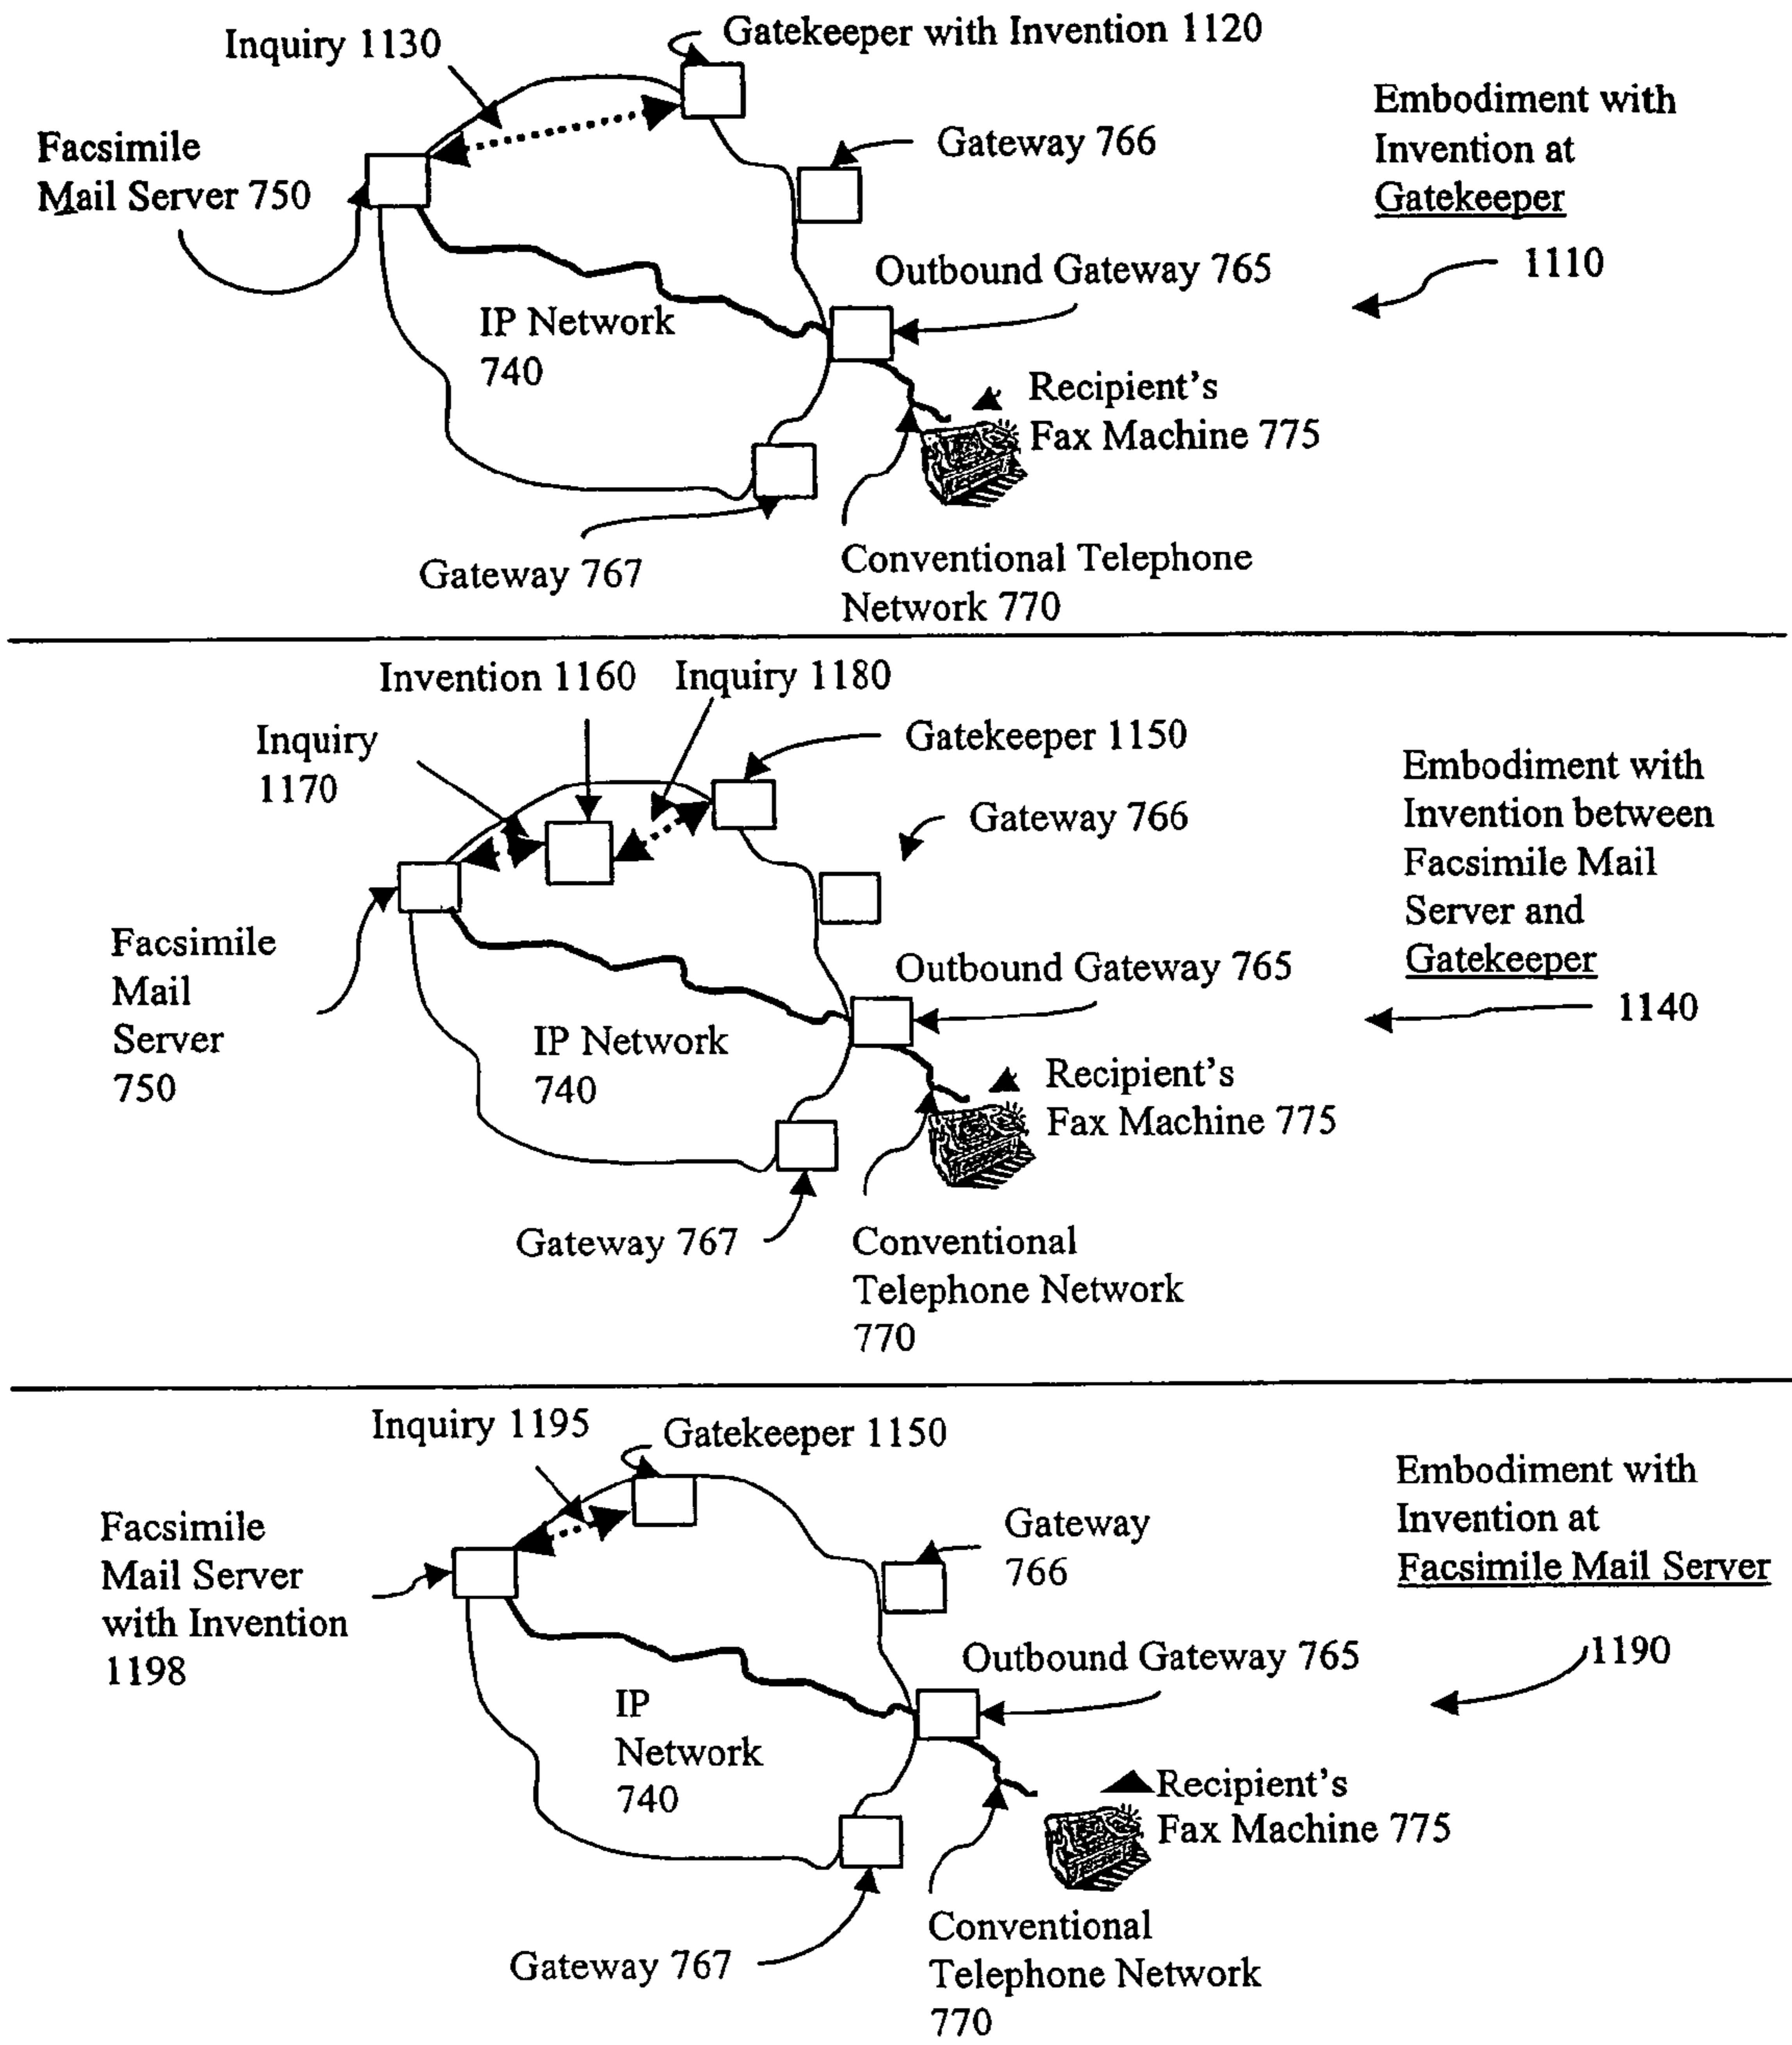 Inquiry 1130
Gatekeeper with Invention 1120
Facsimile
Mail Server 750
Gateway 766
Embodiment with
Invention at
Gatekeeper
1110
Outbound Gateway 765
IP Network
740
Recipient's
Fax Machine 775
Gateway 767
Conventional Telephone
Network 770
Invention 1160
Inquiry 1180
Inquiry
1170
Gatekeeper 1150
Gateway 766
Embodiment with
Invention between
Facsimile Mail
Server and
Gatekeeper
1140
Facsimile
Mail
Server
750
Outbound Gateway 765
IP Network
740
Recipient's
Fax Machine 775
Gateway 767
Conventional
Telephone Network
770
Inquiry 1195
Gatekeeper 1150
Facsimile
Mail Server
with Invention
1198
Gateway
766
Embodiment with
Invention at
Facsimile Mail Server
1190
Outbound Gateway 765
IP
Network
740
Recipient's
Fax Machine 775
Gateway 767
Conventional
Telephone Network
770